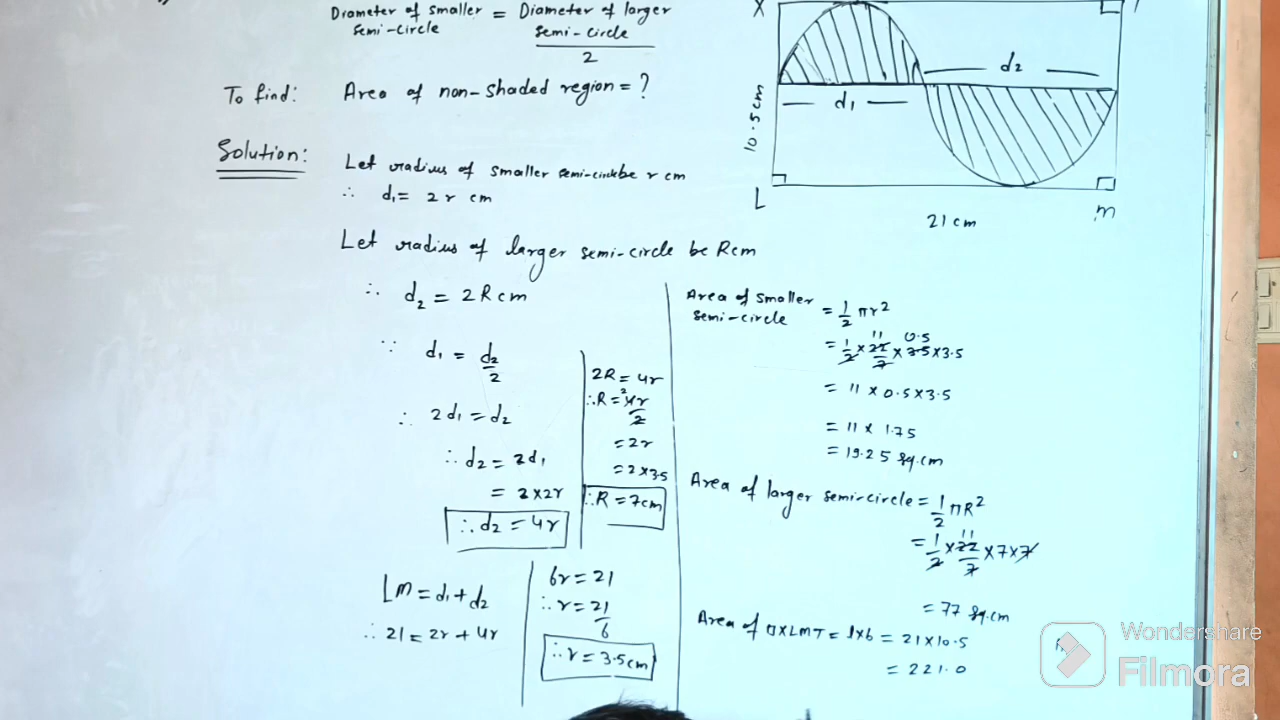 Diameter of smaller semi-circle = Diameter of larger semi-circle / 2
To find: Area of non-shaded region = ?
Solution:
Let radius of smaller semi-circle be r cm
∴ d₁ = 2r cm
Let radius of larger semi-circle be R cm
∴ d₂ = 2R cm
∵ d₁ = d₂/2
∴ 2d₁ = d₂
∴ d₂ = 2d₁
= 2×2r
∴ d₂ = 4r
2R = 4r
∴ R = 4r/2
= 2r
= 2×3.5
∴ R = 7cm
LM = d₁ + d₂
∴ 21 = 2r + 4r
6r = 21
∴ r = 21/6
∴ r = 3.5cm
X
d₂
d₁
10.5cm
L
M
21 cm
Area of smaller semi-circle = 1/2 πr²
= 1/2 × 22/7 × 3.5 × 3.5
11 0.5
= 11 × 0.5 × 3.5
= 11 × 1.75
= 19.25 sq.cm
Area of larger semi-circle = 1/2 πR²
= 1/2 × 22/7 × 7 × 7
11
= 77 sq.cm
Area of □XLMT = l×b = 21×10.5
= 221.0
Wondershare
Filmora